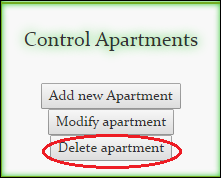 Control Apartments
Add new Apartment
Modify apartment
Delete apartment